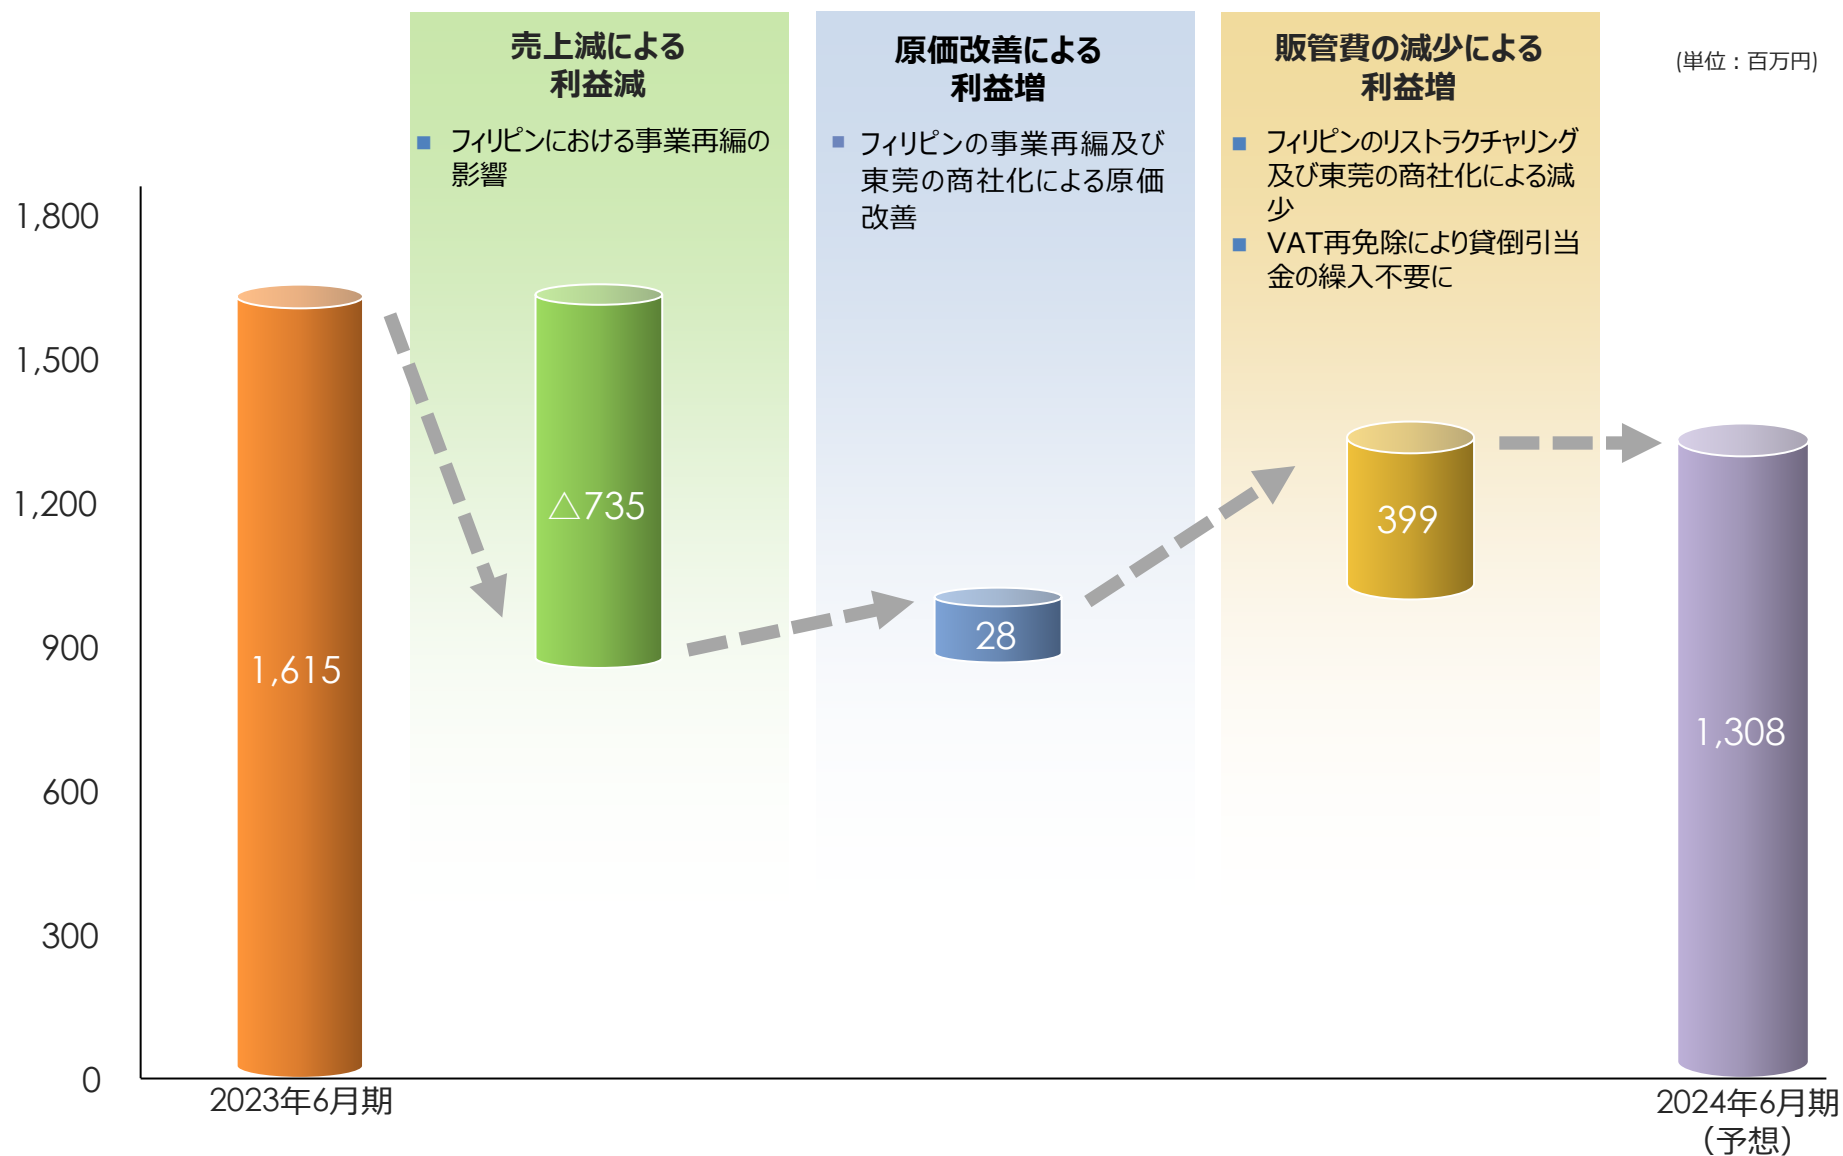 売上減による
利益減
■ フィリピンにおける事業再編の
影響
原価改善による
利益増
■ フィリピンの事業再編及び
東莞の商社化による原価
改善
販管費の減少による
利益増
■ フィリピンのリストラクチャリング
及び東莞の商社化による減
少
■ VAT再免除により貸倒引当
金の繰入不要に
(単位：百万円)
1,800
1,500
1,200
900
600
300
0
1,615
△735
28
399
1,308
2023年6月期
2024年6月期
（予想）